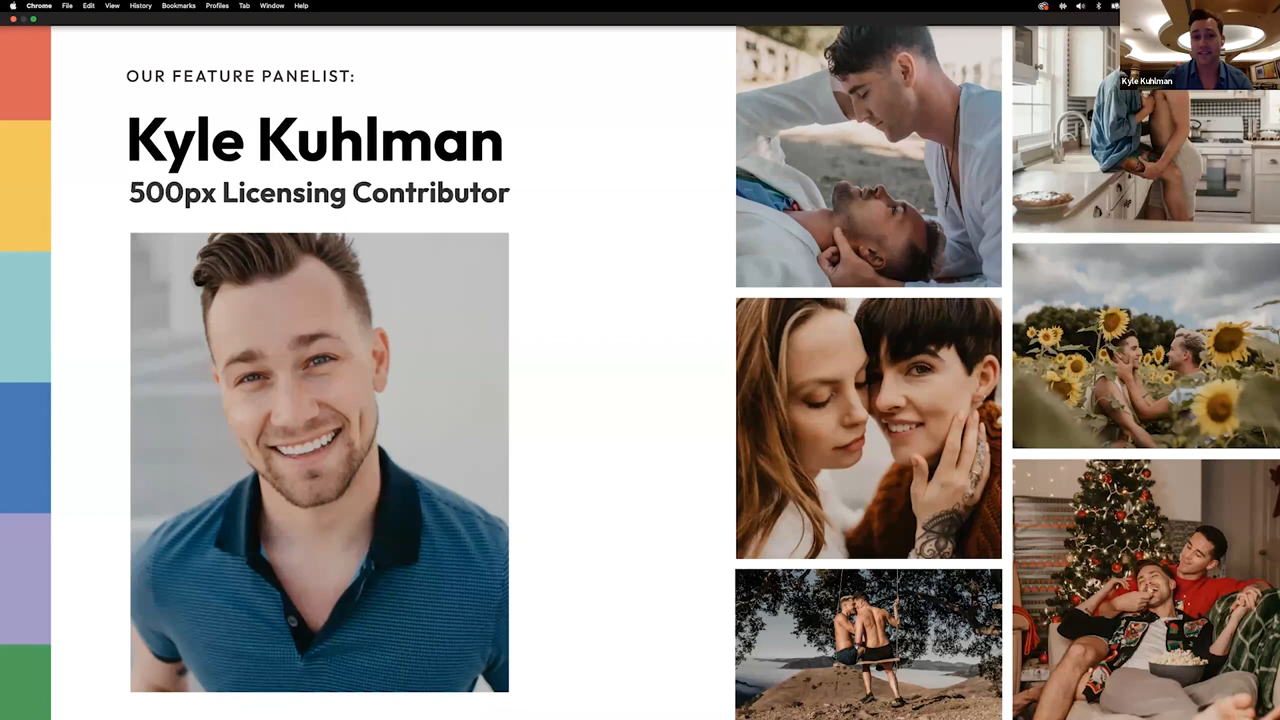 Chrome File Edit View History Bookmarks Profiles Tab Window Help
OUR FEATURE PANELIST:
Kyle Kuhlman
500px Licensing Contributor
Kyle Kuhlman